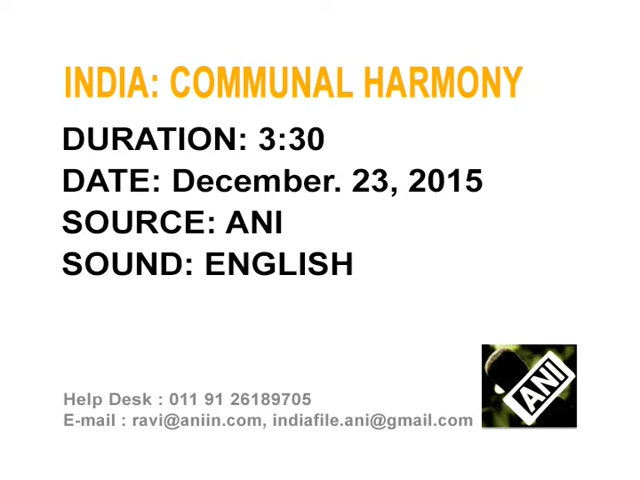 INDIA: COMMUNAL HARMONY
DURATION: 3:30
DATE: December. 23, 2015
SOURCE: ANI
SOUND: ENGLISH
ANI
Help Desk : 011 91 26189705
E-mail : ravi@aniin.com, indiafile.ani@gmail.com